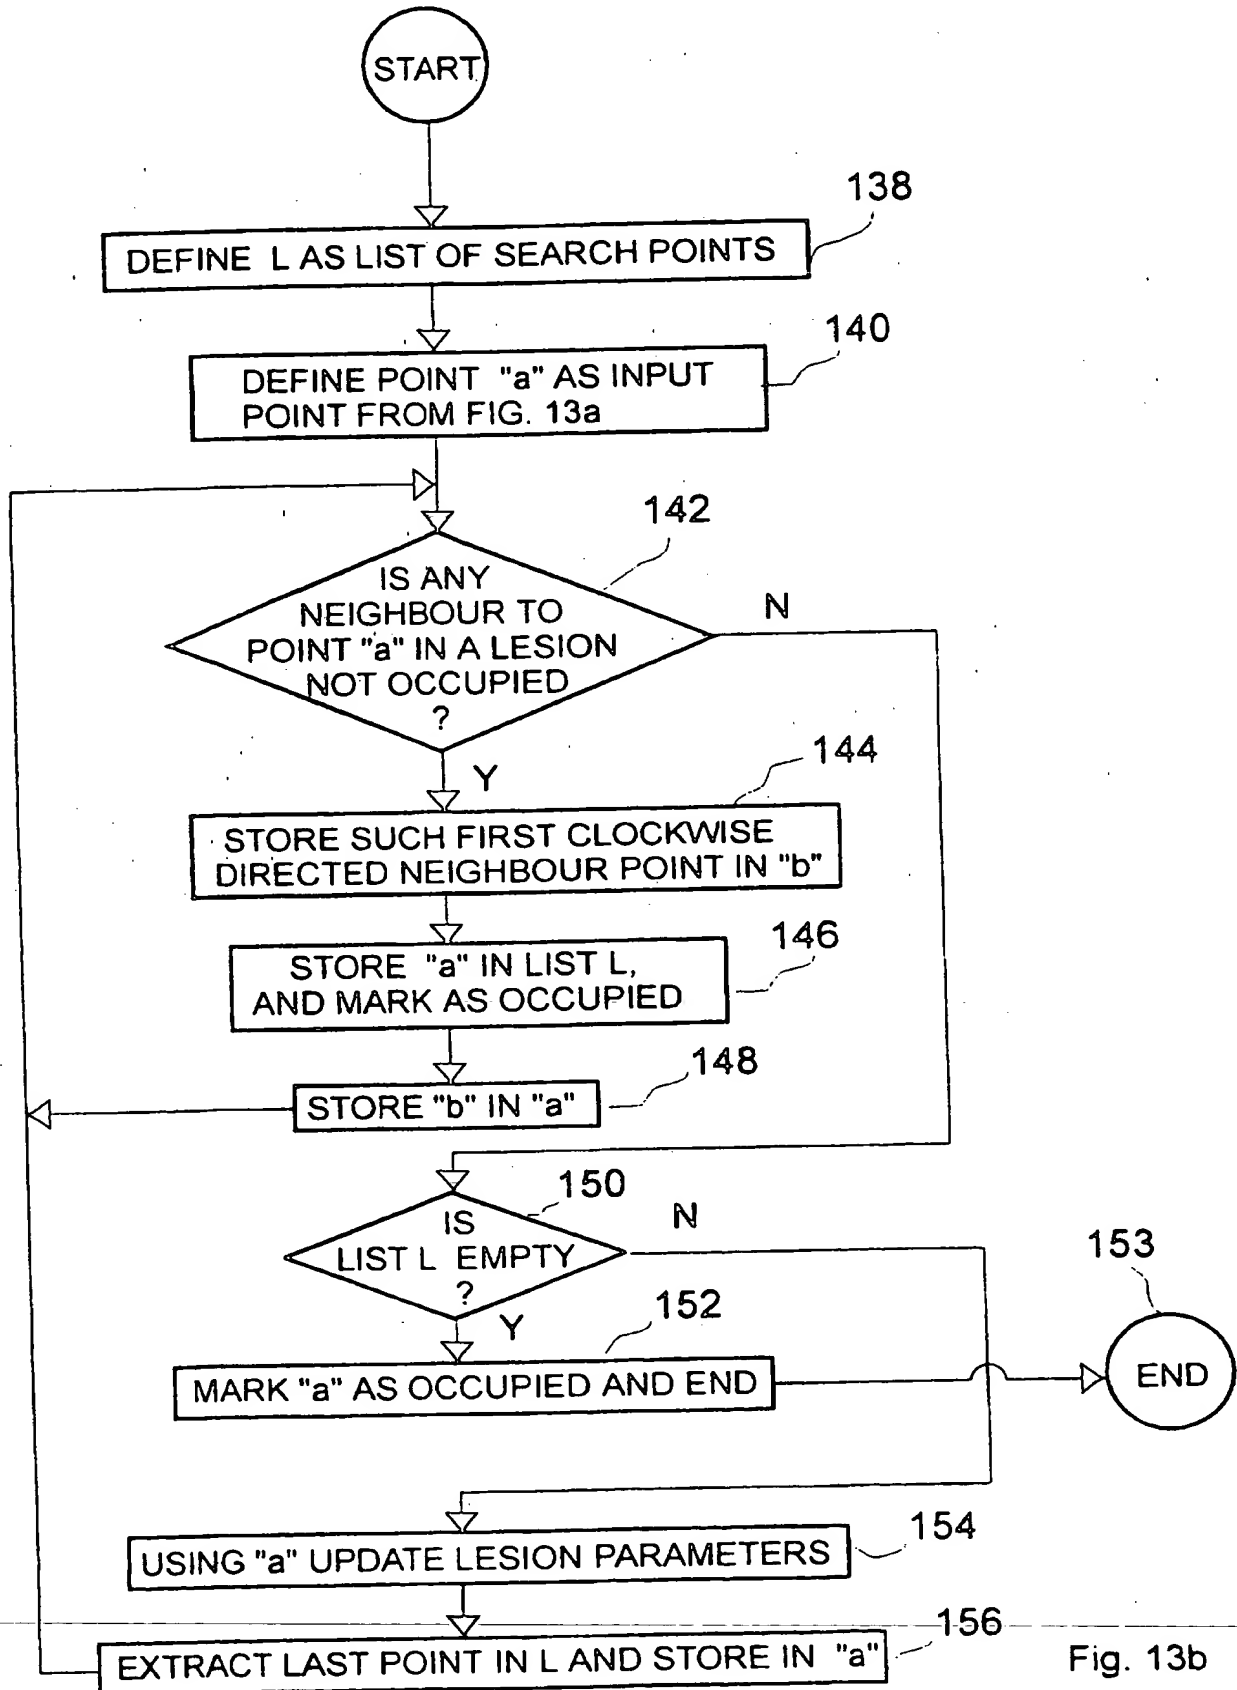 START
138
DEFINE L AS LIST OF SEARCH POINTS
140
DEFINE POINT "a" AS INPUT
POINT FROM FIG. 13a
142
IS ANY
NEIGHBOUR TO
POINT "a" IN A LESION
NOT OCCUPIED
?
N
Y
144
STORE SUCH FIRST CLOCKWISE
DIRECTED NEIGHBOUR POINT IN "b"
146
STORE "a" IN LIST L,
AND MARK AS OCCUPIED
148
STORE "b" IN "a"
150
IS
LIST L EMPTY
?
N
Y
152
153
MARK "a" AS OCCUPIED AND END
END
154
USING "a" UPDATE LESION PARAMETERS
156
EXTRACT LAST POINT IN L AND STORE IN "a"
Fig. 13b